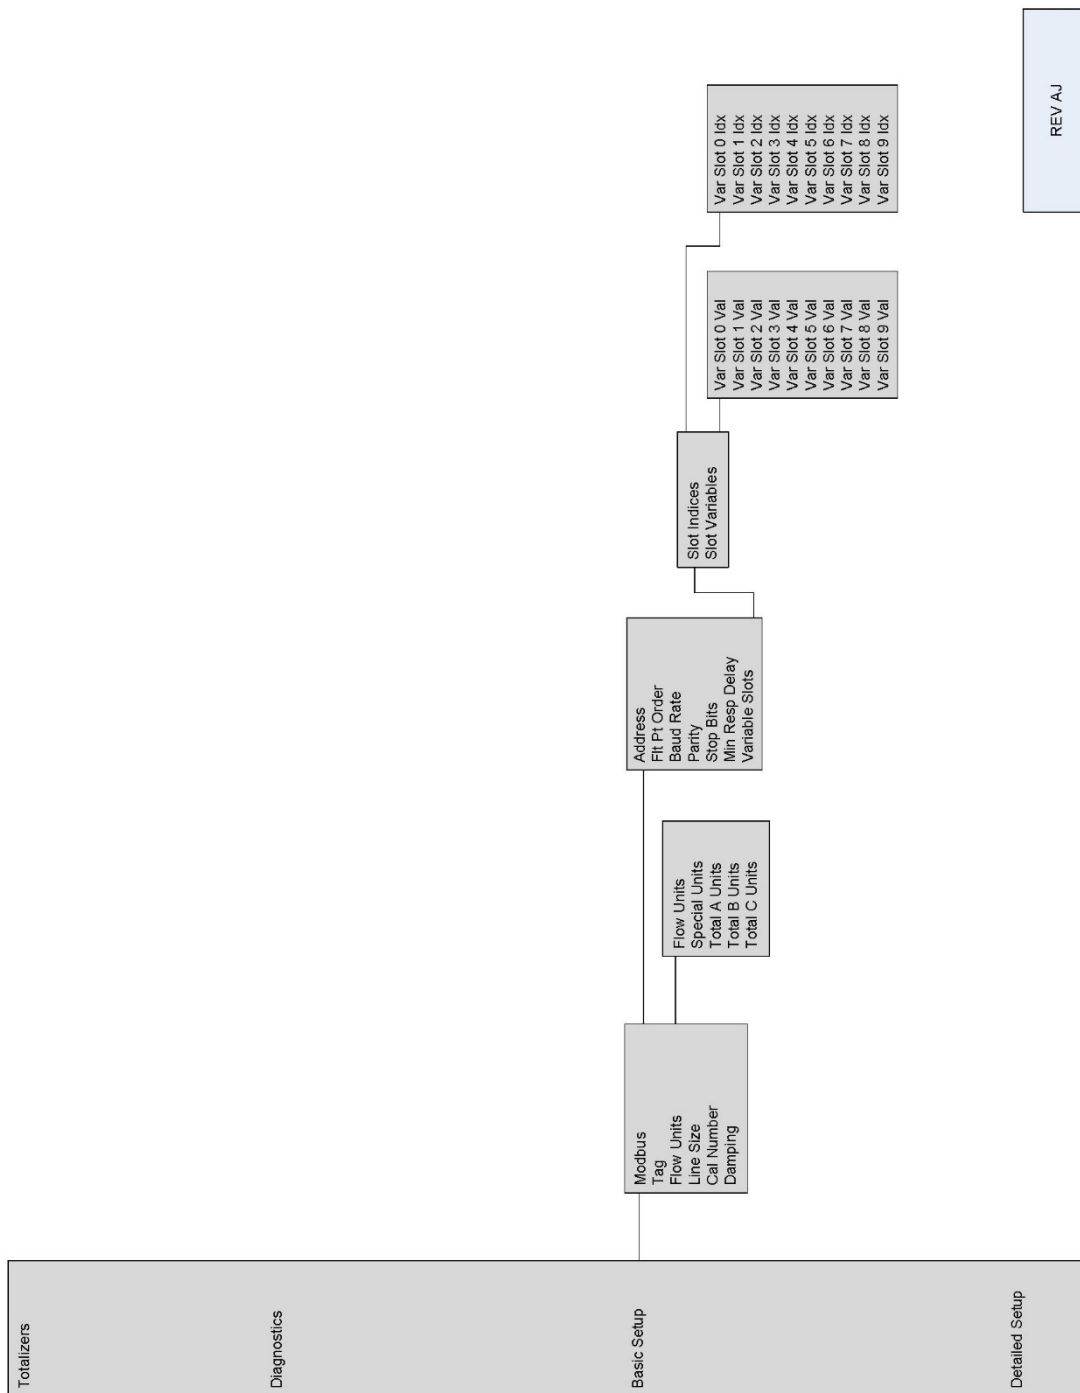 Totalizers
Diagnostics
Basic Setup
Detailed Setup
Modbus
Tag
Flow Units
Line Size
Cal Number
Damping
Flow Units
Special Units
Total A Units
Total B Units
Total C Units
Address
Flt Pt Order
Baud Rate
Parity
Stop Bits
Min Resp Delay
Variable Slots
Slot Indices
Slot Variables
Var Slot 0 Val
Var Slot 1 Val
Var Slot 2 Val
Var Slot 3 Val
Var Slot 4 Val
Var Slot 5 Val
Var Slot 6 Val
Var Slot 7 Val
Var Slot 8 Val
Var Slot 9 Val
Var Slot 0 Idx
Var Slot 1 Idx
Var Slot 2 Idx
Var Slot 3 Idx
Var Slot 4 Idx
Var Slot 5 Idx
Var Slot 6 Idx
Var Slot 7 Idx
Var Slot 8 Idx
Var Slot 9 Idx
REV AJ